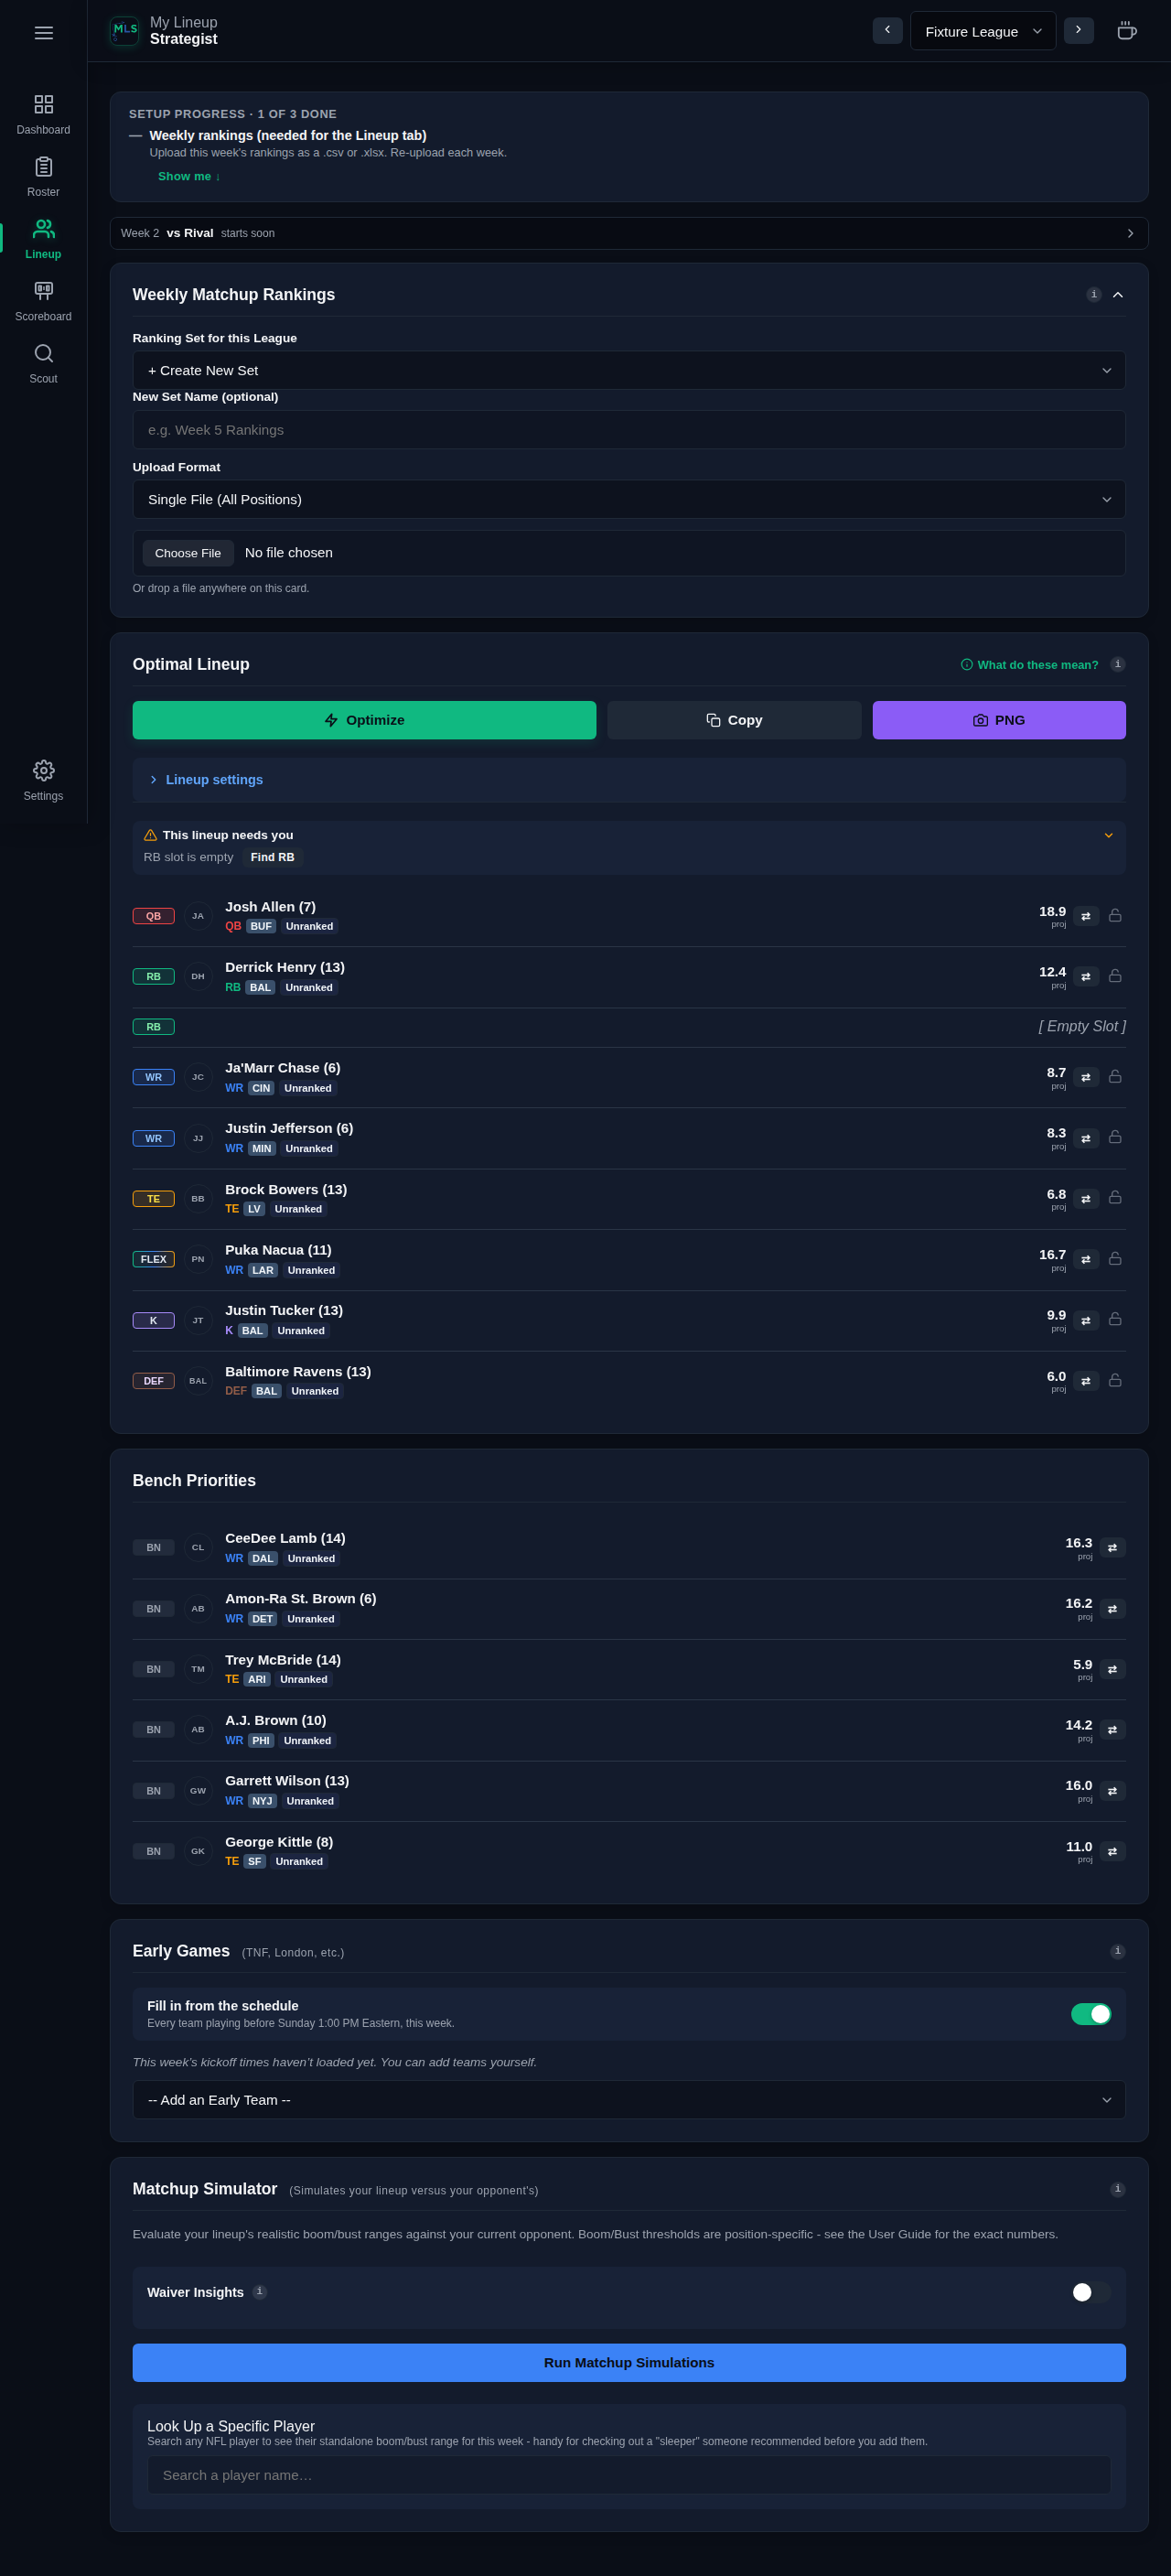 MLS
My Lineup
Strategist
Fixture League
Dashboard
Roster
Lineup
Scoreboard
Scout
Settings
SETUP PROGRESS · 1 OF 3 DONE
— Weekly rankings (needed for the Lineup tab)
Upload this week's rankings as a .csv or .xlsx. Re-upload each week.
Show me ↓
Week 2 vs Rival starts soon
Weekly Matchup Rankings i
Ranking Set for this League
+ Create New Set
New Set Name (optional)
e.g. Week 5 Rankings
Upload Format
Single File (All Positions)
Choose File No file chosen
Or drop a file anywhere on this card.
Optimal Lineup What do these mean? i
Optimize Copy PNG
Lineup settings
This lineup needs you
RB slot is empty Find RB
QB JA Josh Allen (7) 18.9
QB BUF Unranked proj
RB DH Derrick Henry (13) 12.4
RB BAL Unranked proj
RB [ Empty Slot ]
WR JC Ja'Marr Chase (6) 8.7
WR CIN Unranked proj
WR JJ Justin Jefferson (6) 8.3
WR MIN Unranked proj
TE BB Brock Bowers (13) 6.8
TE LV Unranked proj
FLEX PN Puka Nacua (11) 16.7
WR LAR Unranked proj
K JT Justin Tucker (13) 9.9
K BAL Unranked proj
DEF BAL Baltimore Ravens (13) 6.0
DEF BAL Unranked proj
Bench Priorities
BN CL CeeDee Lamb (14) 16.3
WR DAL Unranked proj
BN AB Amon-Ra St. Brown (6) 16.2
WR DET Unranked proj
BN TM Trey McBride (14) 5.9
TE ARI Unranked proj
BN AB A.J. Brown (10) 14.2
WR PHI Unranked proj
BN GW Garrett Wilson (13) 16.0
WR NYJ Unranked proj
BN GK George Kittle (8) 11.0
TE SF Unranked proj
Early Games (TNF, London, etc.) i
Fill in from the schedule
Every team playing before Sunday 1:00 PM Eastern, this week.
This week's kickoff times haven't loaded yet. You can add teams yourself.
-- Add an Early Team --
Matchup Simulator (Simulates your lineup versus your opponent's) i
Evaluate your lineup's realistic boom/bust ranges against your current opponent. Boom/Bust thresholds are position-specific - see the User Guide for the exact numbers.
Waiver Insights i
Run Matchup Simulations
Look Up a Specific Player
Search any NFL player to see their standalone boom/bust range for this week - handy for checking out a "sleeper" someone recommended before you add them.
Search a player name…